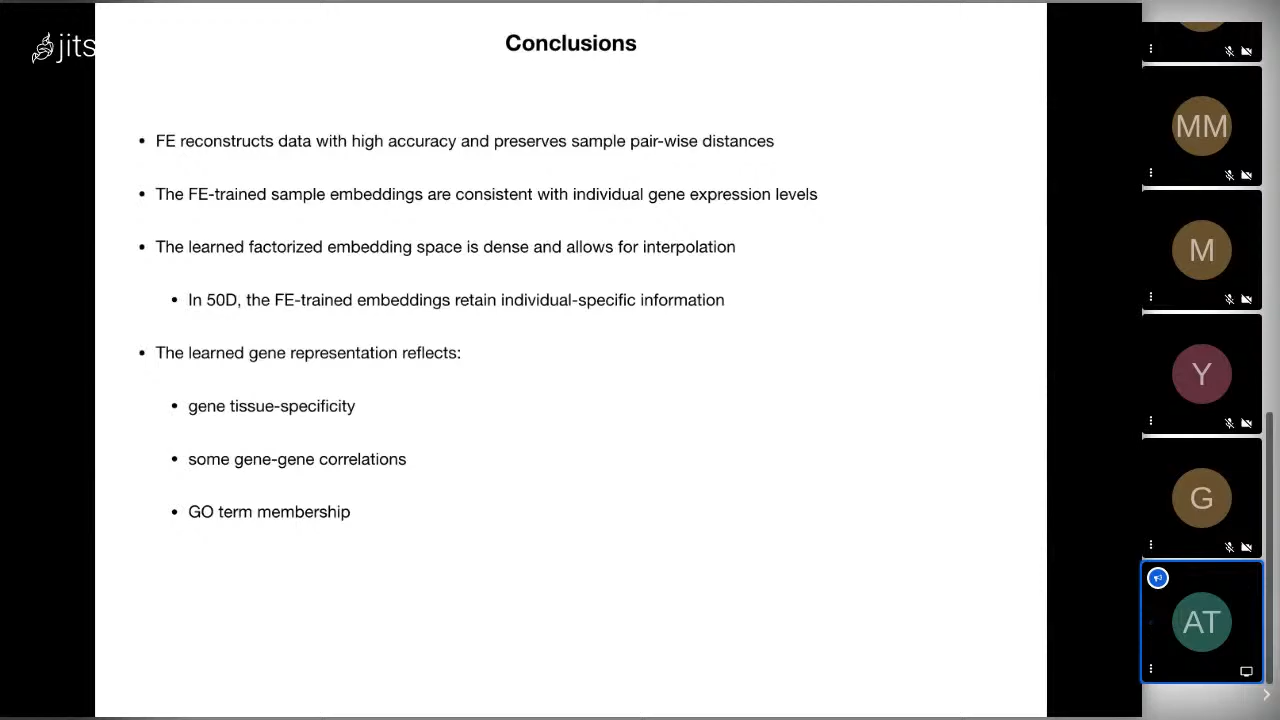 jits
Conclusions
• FE reconstructs data with high accuracy and preserves sample pair-wise distances
• The FE-trained sample embeddings are consistent with individual gene expression levels
• The learned factorized embedding space is dense and allows for interpolation
• In 50D, the FE-trained embeddings retain individual-specific information
• The learned gene representation reflects:
• gene tissue-specificity
• some gene-gene correlations
• GO term membership
MM
M
Y
G
AT